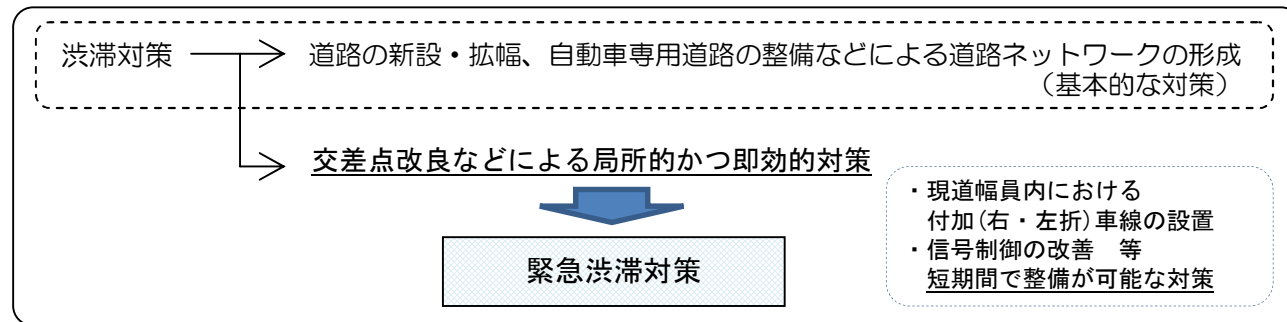 渋滞対策
道路の新設・拡幅、自動車専用道路の整備などによる道路ネットワークの形成
（基本的な対策）
交差点改良などによる局所的かつ即効的対策
緊急渋滞対策
・現道幅員内における
付加(右・左折)車線の設置
・信号制御の改善　等
短期間で整備が可能な対策